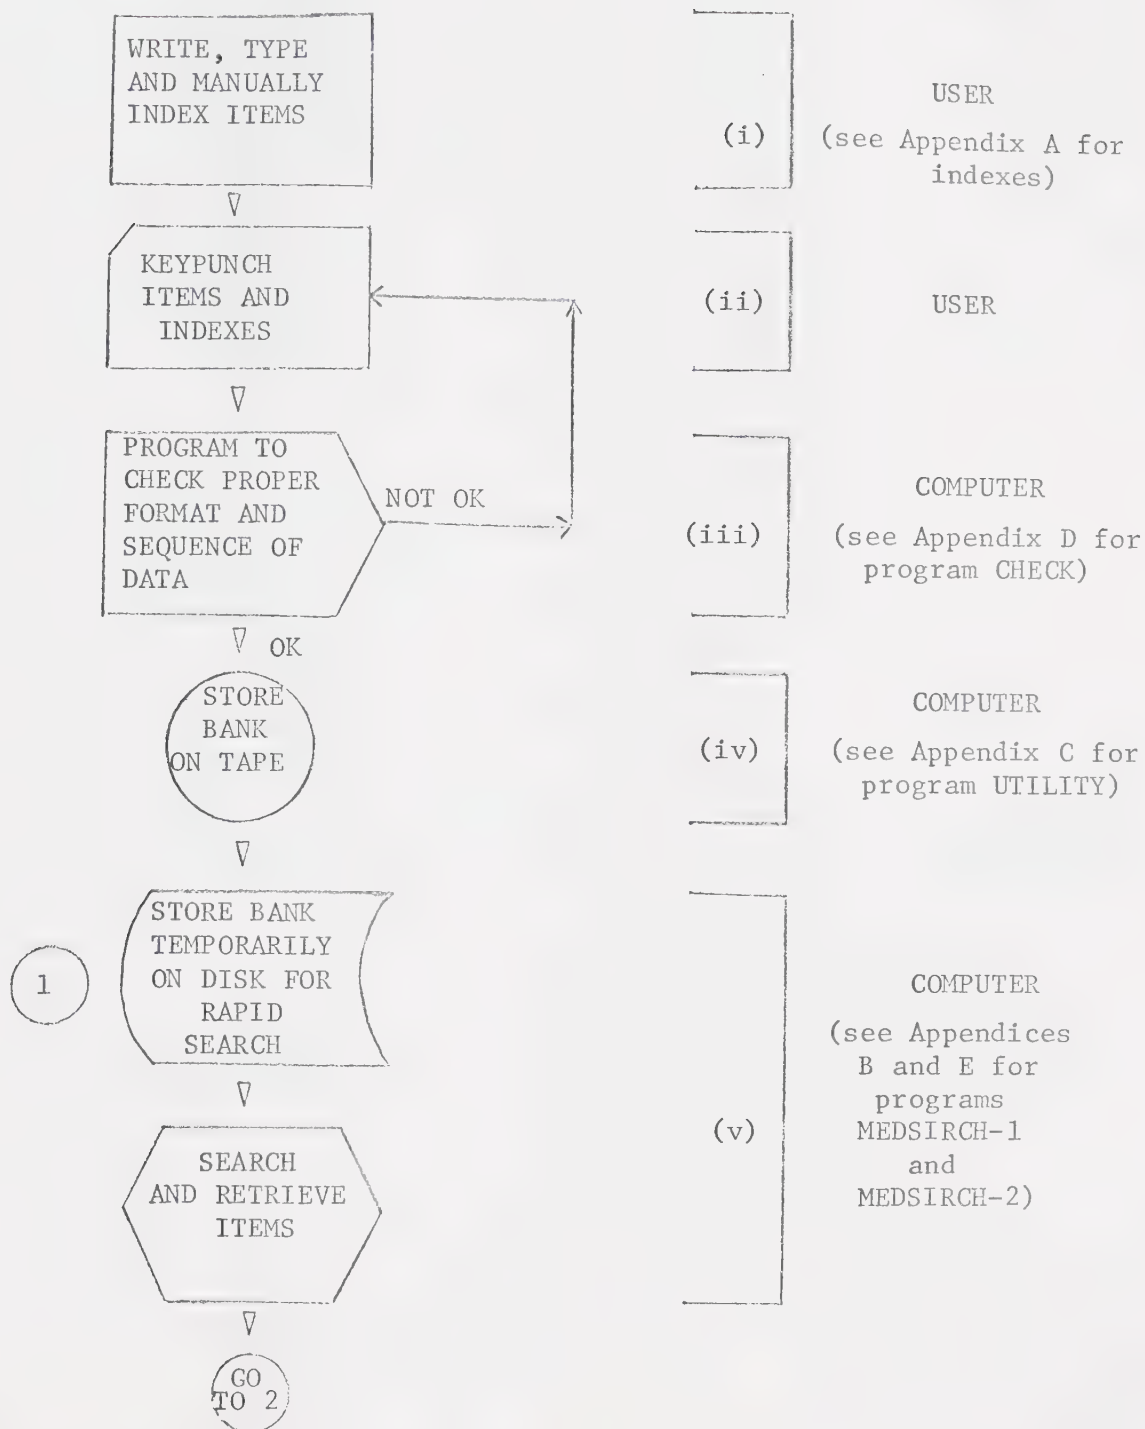 WRITE, TYPE
AND MANUALLY
INDEX ITEMS
(i)
USER
(see Appendix A for
indexes)
KEYPUNCH
ITEMS AND
INDEXES
(ii)
USER
PROGRAM TO
CHECK PROPER
FORMAT AND
SEQUENCE OF
DATA
NOT OK
(iii)
COMPUTER
(see Appendix D for
program CHECK)
OK
STORE
BANK
ON TAPE
(iv)
COMPUTER
(see Appendix C for
program UTILITY)
1
STORE BANK
TEMPORARILY
ON DISK FOR
RAPID
SEARCH
SEARCH
AND RETRIEVE
ITEMS
(v)
COMPUTER
(see Appendices
B and E for
programs
MEDSIRCH-1
and
MEDSIRCH-2)
GO
TO 2